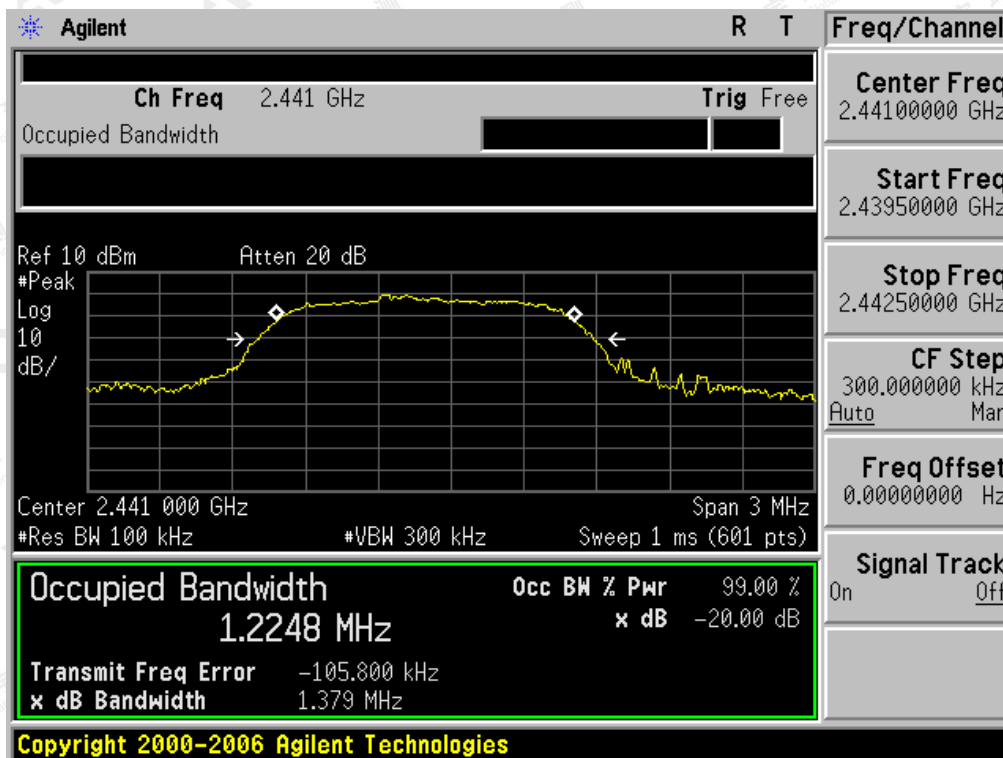 Agilent R T Freq/Channel
Ch Freq 2.441 GHz Trig Free
Occupied Bandwidth
Center Freq
2.44100000 GHz
Start Freq
2.43950000 GHz
Stop Freq
2.44250000 GHz
CF Step
300.000000 kHz
Auto Man
Freq Offset
0.00000000 Hz
Signal Track
On Off
Ref 10 dBm Atten 20 dB
#Peak
Log
10
dB/
Center 2.441 000 GHz Span 3 MHz
#Res BW 100 kHz #VBW 300 kHz Sweep 1 ms (601 pts)
Occupied Bandwidth Occ BW % Pwr 99.00 %
1.2248 MHz x dB -20.00 dB
Transmit Freq Error -105.800 kHz
x dB Bandwidth 1.379 MHz
Copyright 2000-2006 Agilent Technologies